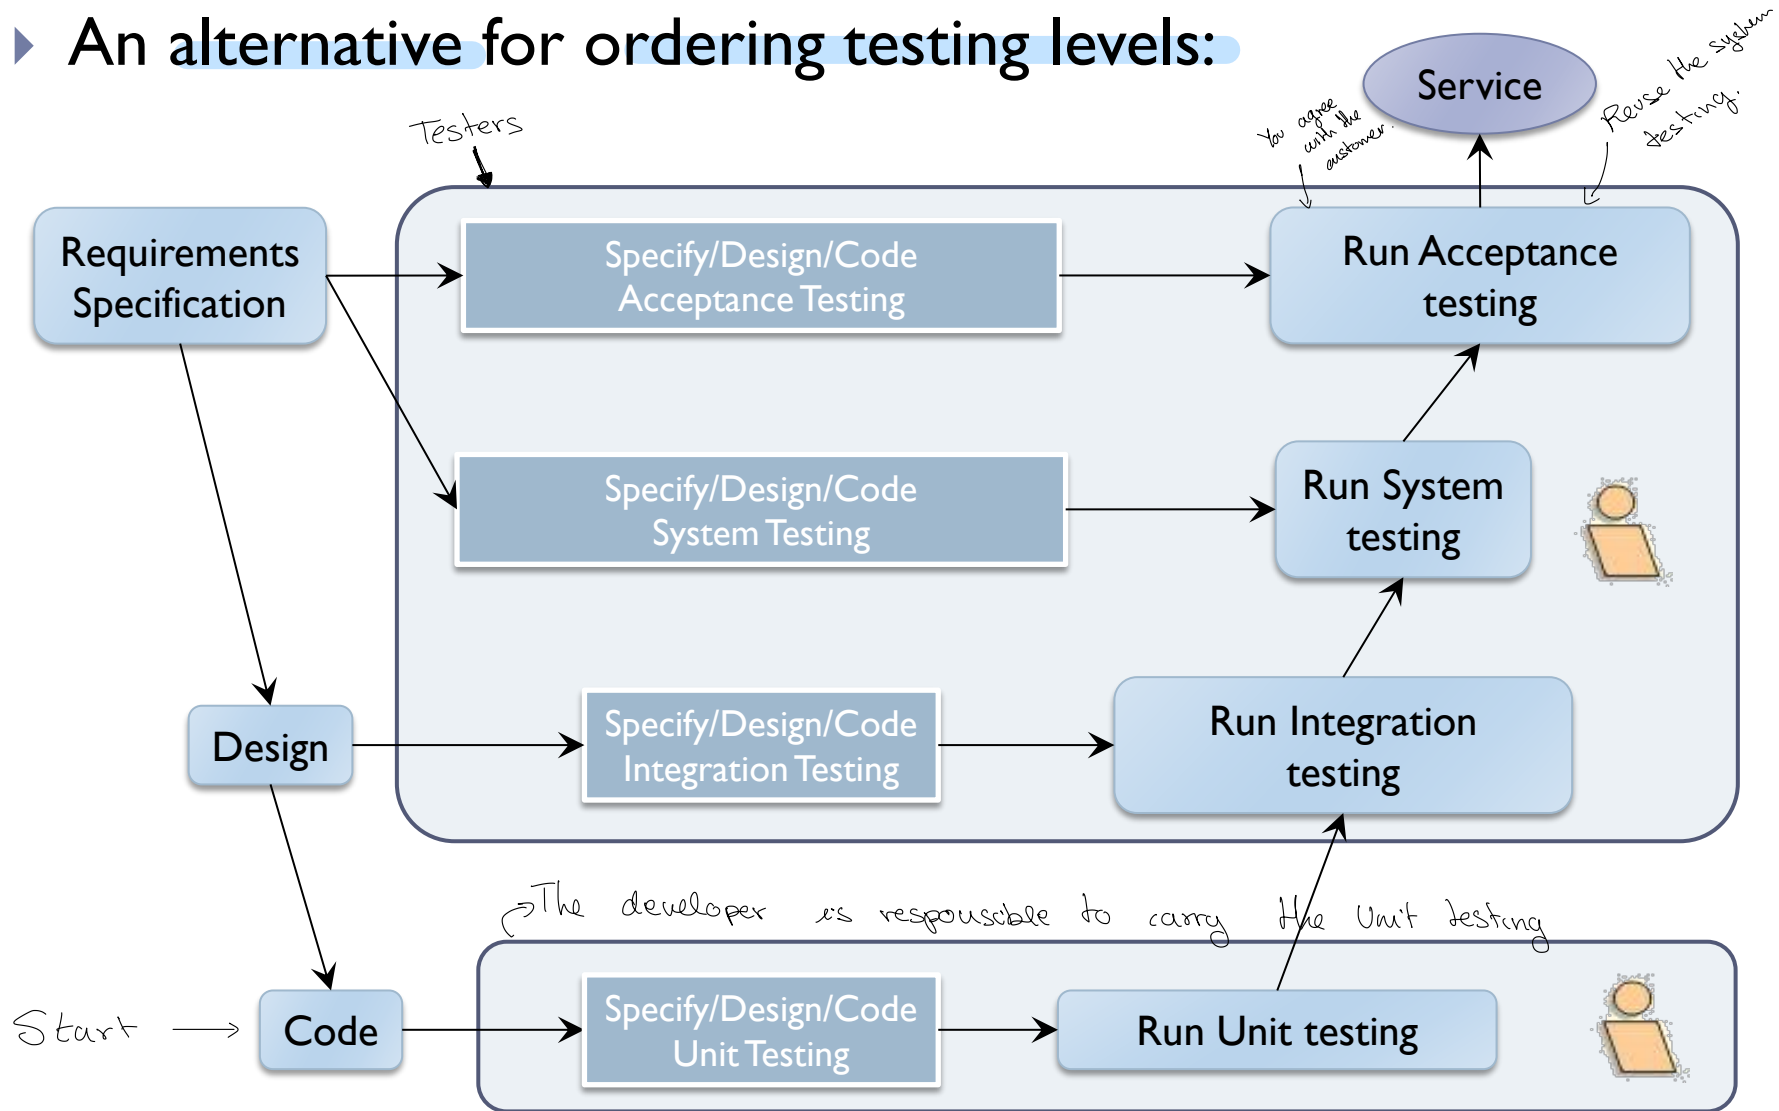 An alternative for ordering testing levels:
Service
Reuse the system
testing.
You agree
with the
customer.
Testers
Requirements
Specification
Specify/Design/Code
Acceptance Testing
Run Acceptance
testing
Specify/Design/Code
System Testing
Run System
testing
Design
Specify/Design/Code
Integration Testing
Run Integration
testing
The developer is responsible to carry the Unit testing
Start
Code
Specify/Design/Code
Unit Testing
Run Unit testing